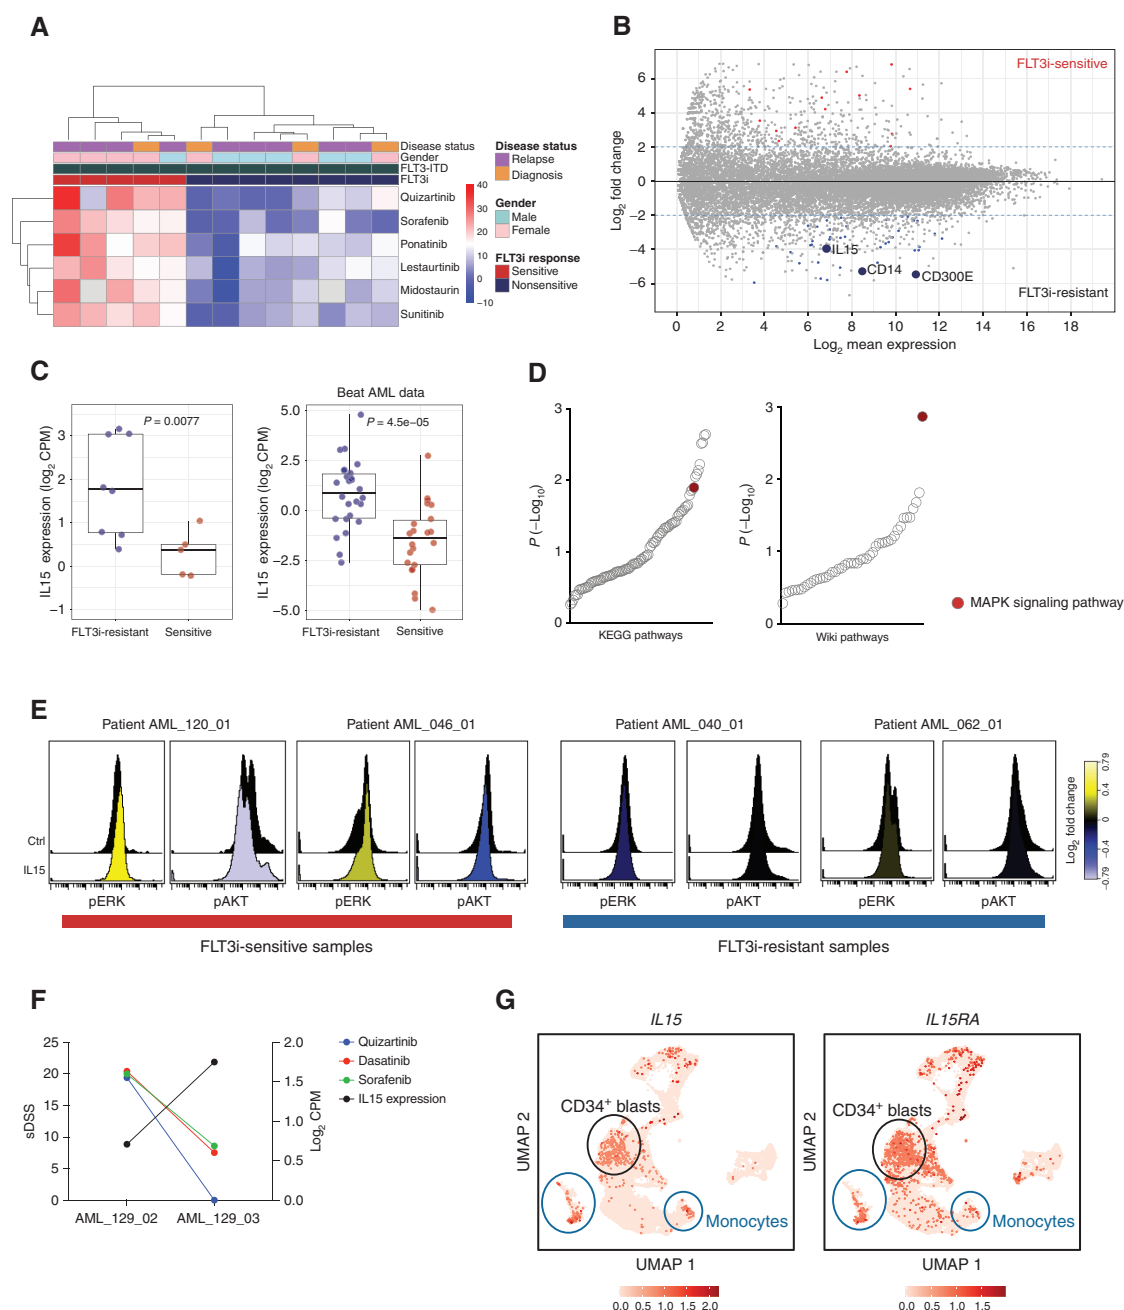 A
Disease status
Gender
FLT3-ITD
FLT3i
Quizartinib
Sorafenib
Ponatinib
Lestaurtinib
Midostaurin
Sunitinib
40
30
20
10
0
−10
Disease status
Relapse
Diagnosis
Gender
Male
Female
FLT3i response
Sensitive
Nonsensitive
B
FLT3i-sensitive
Log2 fold change
6
4
2
0
−2
−4
−6
IL15
CD14
CD300E
FLT3i-resistant
0 2 4 6 8 10 12 14 16 18
Log2 mean expression
C
IL15 expression (log2 CPM)
3
2
1
0
−1
P = 0.0077
FLT3i-resistant Sensitive
Beat AML data
IL15 expression (log2 CPM)
5.0
2.5
0.0
−2.5
−5.0
P = 4.5e−05
FLT3i-resistant Sensitive
D
P (−Log10)
3
2
1
0
KEGG pathways
P (−Log10)
3
2
1
0
Wiki pathways
MAPK signaling pathway
E
Patient AML_120_01 Patient AML_046_01 Patient AML_040_01 Patient AML_062_01
Ctrl
IL15
pERK pAKT pERK pAKT pERK pAKT pERK pAKT
FLT3i-sensitive samples FLT3i-resistant samples
Log2 fold change
0.79
0.4
0
−0.4
−0.79
F
sDSS
25
20
15
10
5
0
2.0
1.5
1.0
0.5
0.0
Log2 CPM
AML_129_02 AML_129_03
Quizartinib
Dasatinib
Sorafenib
IL15 expression
G
IL15
CD34+ blasts
Monocytes
UMAP 2
UMAP 1
0.0 0.5 1.0 1.5 2.0
IL15RA
CD34+ blasts
Monocytes
UMAP 2
UMAP 1
0.0 0.5 1.0 1.5